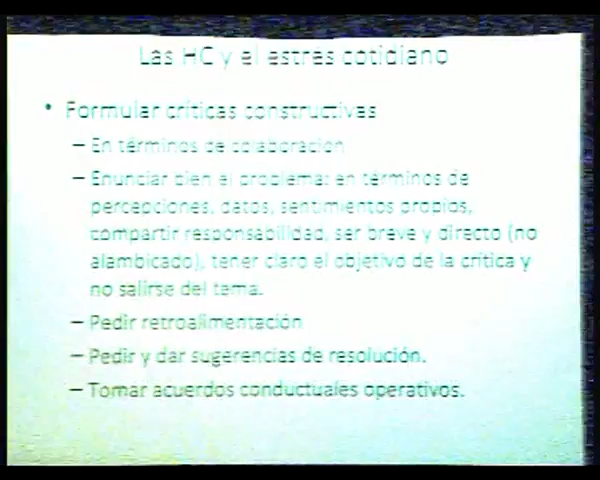 Las HC y el estrés cotidiano
• Formular críticas constructivas
– En términos de colaboración
– Enunciar bien el problema: en términos de
percepciones, datos, sentimientos propios,
compartir responsabilidad, ser breve y directo (no
alambicado), tener claro el objetivo de la crítica y
no salirse del tema.
– Pedir retroalimentación
– Pedir y dar sugerencias de resolución.
– Tomar acuerdos conductuales operativos.